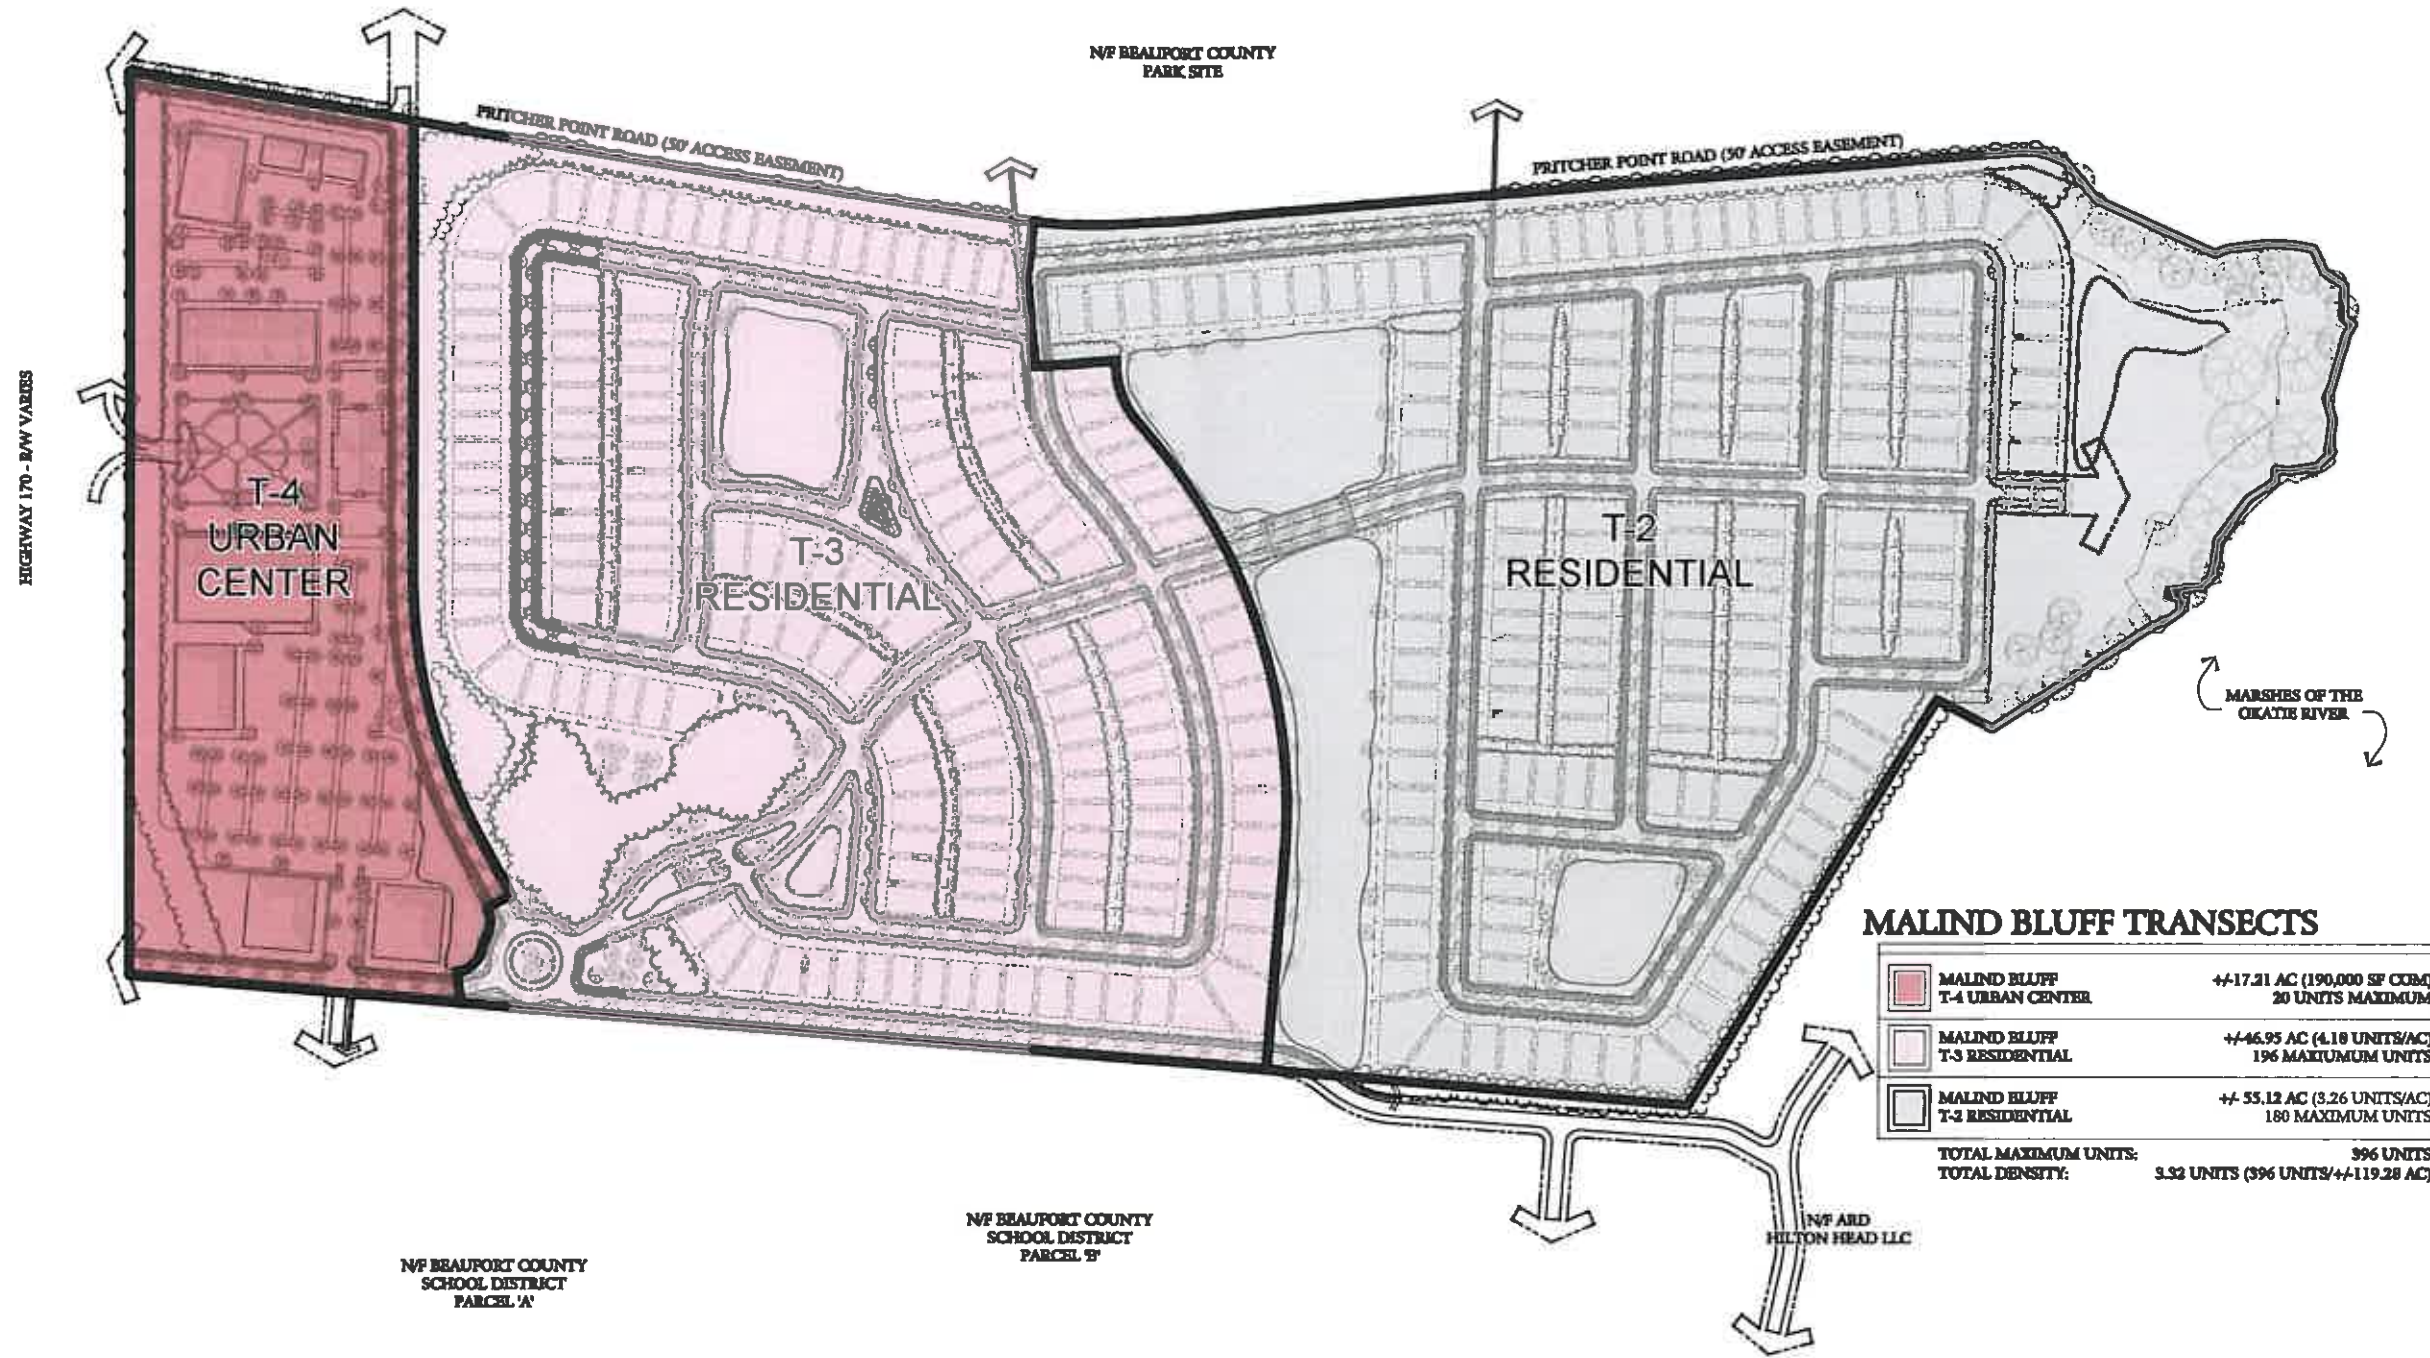 N/F BEAUFORT COUNTY
PARK SITE
PRITCHER POINT ROAD (50' ACCESS EASEMENT)
PRITCHER POINT ROAD (50' ACCESS EASEMENT)
HIGHWAY 170 - R/W VARIES
T-4
URBAN
CENTER
T-3
RESIDENTIAL
T-2
RESIDENTIAL
MARSHES OF THE
OKATIE RIVER
MALIND BLUFF TRANSECTS
MALIND BLUFF +/-17.21 AC (190,000 SF COM)
T-4 URBAN CENTER 20 UNITS MAXIMUM
MALIND BLUFF +/-46.95 AC (4.18 UNITS/AC)
T-3 RESIDENTIAL 196 MAXIUMUM UNITS
MALIND BLUFF +/- 55.12 AC (3.26 UNITS/AC)
T-2 RESIDENTIAL 180 MAXIMUM UNITS
TOTAL MAXIMUM UNITS: 396 UNITS
TOTAL DENSITY: 3.32 UNITS (396 UNITS/+/-119.28 AC)
N/F ARD
HILTON HEAD LLC
N/F BEAUFORT COUNTY
SCHOOL DISTRICT
PARCEL 'B'
N/F BEAUFORT COUNTY
SCHOOL DISTRICT
PARCEL 'A'